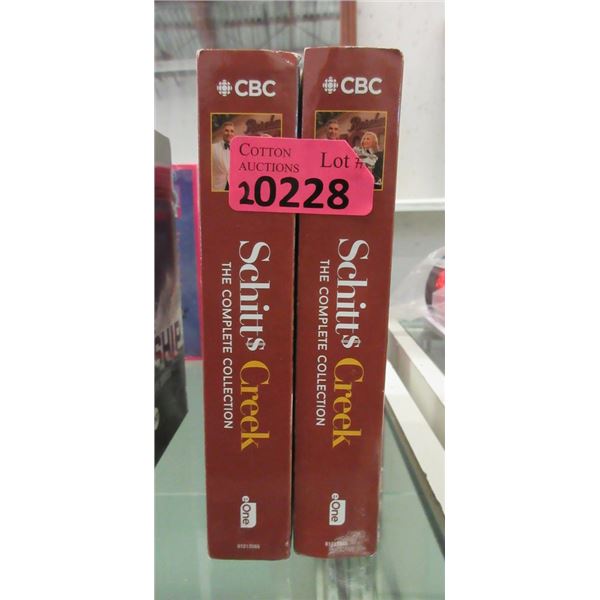 CBC
CBC
COTTON
AUCTIONS
Lot #
20228
Schitt's Creek
THE COMPLETE COLLECTION
Schitt's Creek
THE COMPLETE COLLECTION
eOne
eOne